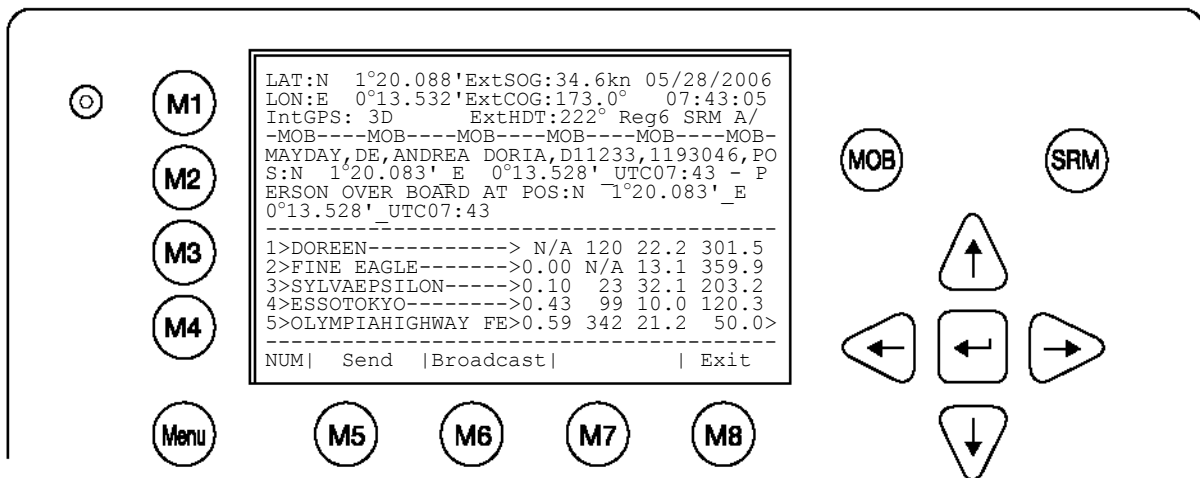 LAT:N  1°20.088'ExtSOG:34.6kn 05/28/2006
LON:E  0°13.532'ExtCOG:173.0°   07:43:05
IntGPS: 3D      ExtHDT:222° Reg6 SRM A/
-MOB----MOB----MOB----MOB----MOB----MOB-
MAYDAY,DE,ANDREA DORIA,D11233,1193046,PO
S:N  1°20.083'_E  0°13.528'_UTC07:43 - P
ERSON OVER BOARD AT POS:N  1°20.083'_E
0°13.528'_UTC07:43
----------------------------------------
1>DOREEN-----------> N/A 120 22.2 301.5
2>FINE EAGLE------->0.00 N/A 13.1 359.9
3>SYLVAEPSILON----->0.10  23 32.1 203.2
4>ESSOTOKYO-------->0.43  99 10.0 120.3
5>OLYMPIAHIGHWAY FE>0.59 342 21.2  50.0>
----------------------------------------
NUM|  Send  |Broadcast|         | Exit
M1
M2
M3
M4
Menu
M5
M6
M7
M8
MOB
SRM